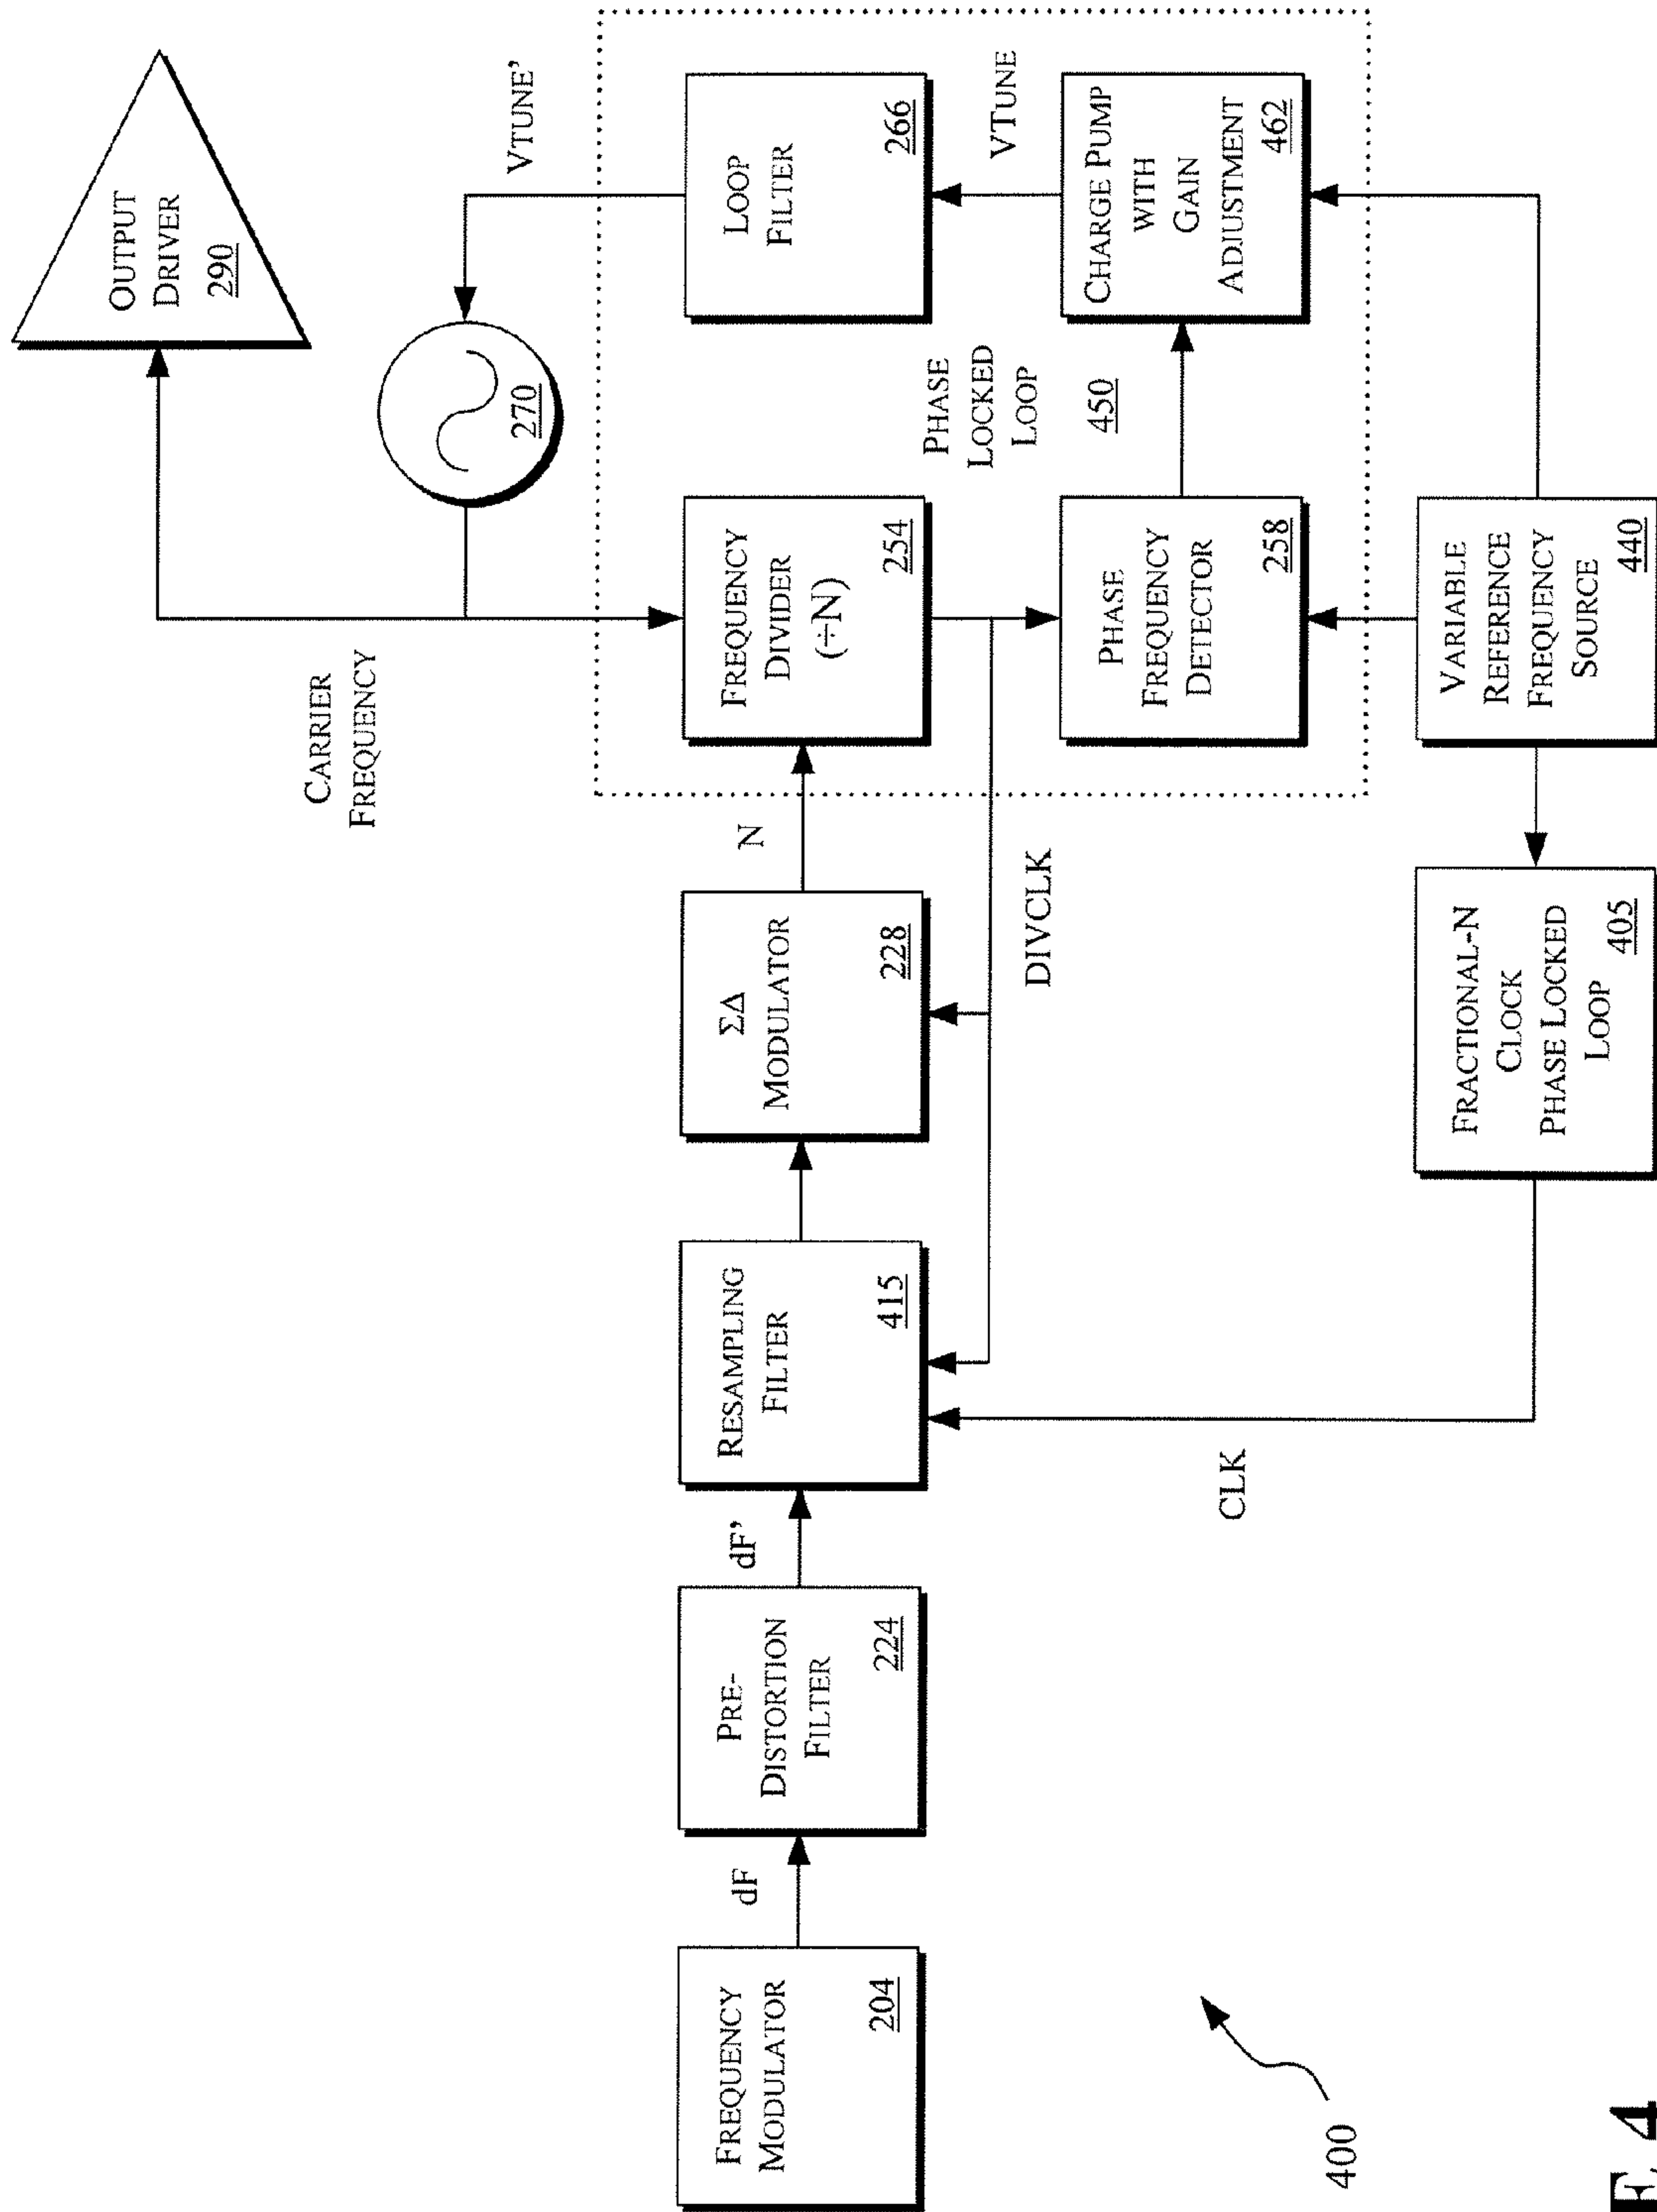 OUTPUT
DRIVER
290
VTUNE'
CARRIER
FREQUENCY
270
FREQUENCY
MODULATOR
204
dF
PRE-
DISTORTION
FILTER
224
dF'
RESAMPLING
FILTER
415
ΣΔ
MODULATOR
228
N
FREQUENCY
DIVIDER
(÷N)
254
LOOP
FILTER
266
PHASE
LOCKED
LOOP
450
VTUNE
DIVCLK
PHASE
FREQUENCY
DETECTOR
258
CHARGE PUMP
WITH
GAIN
ADJUSTMENT
462
CLK
400
FRACTIONAL-N
CLOCK
PHASE LOCKED
LOOP
405
VARIABLE
REFERENCE
FREQUENCY
SOURCE
440
E 4